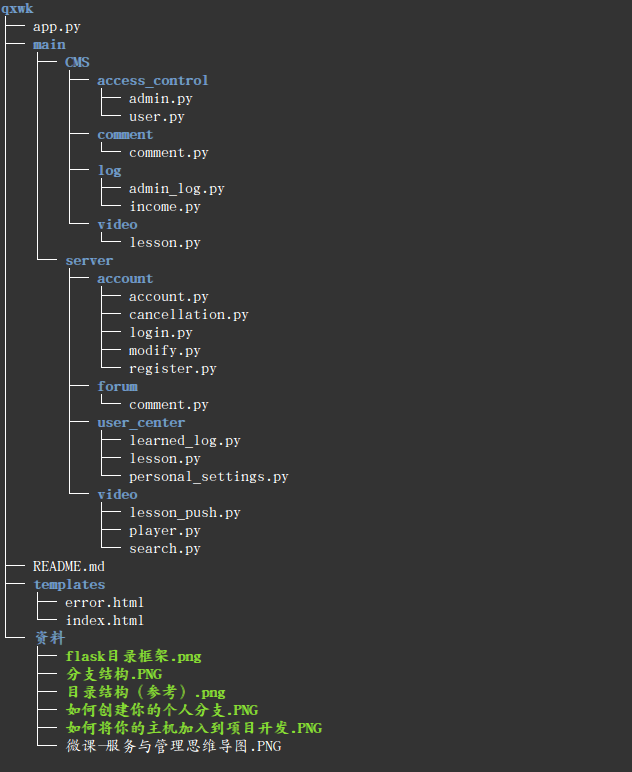 qxwk
app.py
main
CMS
access_control
admin.py
user.py
comment
comment.py
log
admin_log.py
income.py
video
lesson.py
server
account
account.py
cancellation.py
login.py
modify.py
register.py
forum
comment.py
user_center
learned_log.py
lesson.py
personal_settings.py
video
lesson_push.py
player.py
search.py
README.md
templates
error.html
index.html
资料
flask目录框架.png
分支结构.PNG
目录结构（参考）.png
如何创建你的个人分支.PNG
如何将你的主机加入到项目开发.PNG
微课-服务与管理思维导图.PNG